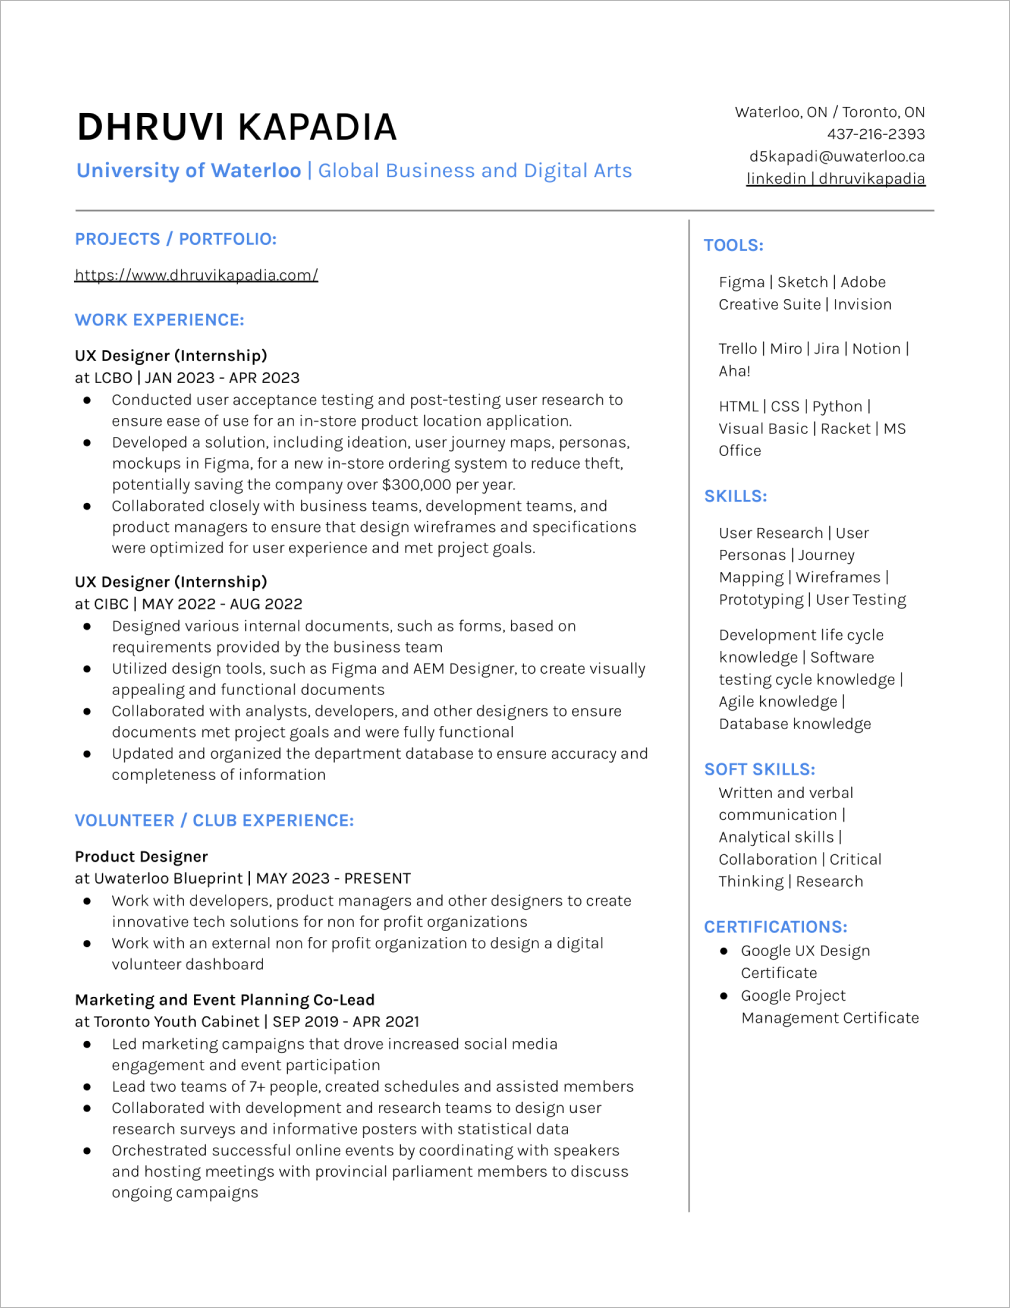 DHRUVI KAPADIA
University of Waterloo | Global Business and Digital Arts
Waterloo, ON / Toronto, ON
437-216-2393
d5kapadi@uwaterloo.ca
linkedin | dhruvikapadia
PROJECTS / PORTFOLIO:
https://www.dhruvikapadia.com/
WORK EXPERIENCE:
UX Designer (Internship)
at LCBO | JAN 2023 - APR 2023
● Conducted user acceptance testing and post-testing user research to
ensure ease of use for an in-store product location application.
● Developed a solution, including ideation, user journey maps, personas,
mockups in Figma, for a new in-store ordering system to reduce theft,
potentially saving the company over $300,000 per year.
● Collaborated closely with business teams, development teams, and
product managers to ensure that design wireframes and specifications
were optimized for user experience and met project goals.
UX Designer (Internship)
at CIBC | MAY 2022 - AUG 2022
● Designed various internal documents, such as forms, based on
requirements provided by the business team
● Utilized design tools, such as Figma and AEM Designer, to create visually
appealing and functional documents
● Collaborated with analysts, developers, and other designers to ensure
documents met project goals and were fully functional
● Updated and organized the department database to ensure accuracy and
completeness of information
VOLUNTEER / CLUB EXPERIENCE:
Product Designer
at Uwaterloo Blueprint | MAY 2023 - PRESENT
● Work with developers, product managers and other designers to create
innovative tech solutions for non for profit organizations
● Work with an external non for profit organization to design a digital
volunteer dashboard
Marketing and Event Planning Co-Lead
at Toronto Youth Cabinet | SEP 2019 - APR 2021
● Led marketing campaigns that drove increased social media
engagement and event participation
● Lead two teams of 7+ people, created schedules and assisted members
● Collaborated with development and research teams to design user
research surveys and informative posters with statistical data
● Orchestrated successful online events by coordinating with speakers
and hosting meetings with provincial parliament members to discuss
ongoing campaigns
TOOLS:
Figma | Sketch | Adobe
Creative Suite | Invision
Trello | Miro | Jira | Notion |
Aha!
HTML | CSS | Python |
Visual Basic | Racket | MS
Office
SKILLS:
User Research | User
Personas | Journey
Mapping | Wireframes |
Prototyping | User Testing
Development life cycle
knowledge | Software
testing cycle knowledge |
Agile knowledge |
Database knowledge
SOFT SKILLS:
Written and verbal
communication |
Analytical skills |
Collaboration | Critical
Thinking | Research
CERTIFICATIONS:
● Google UX Design
Certificate
● Google Project
Management Certificate